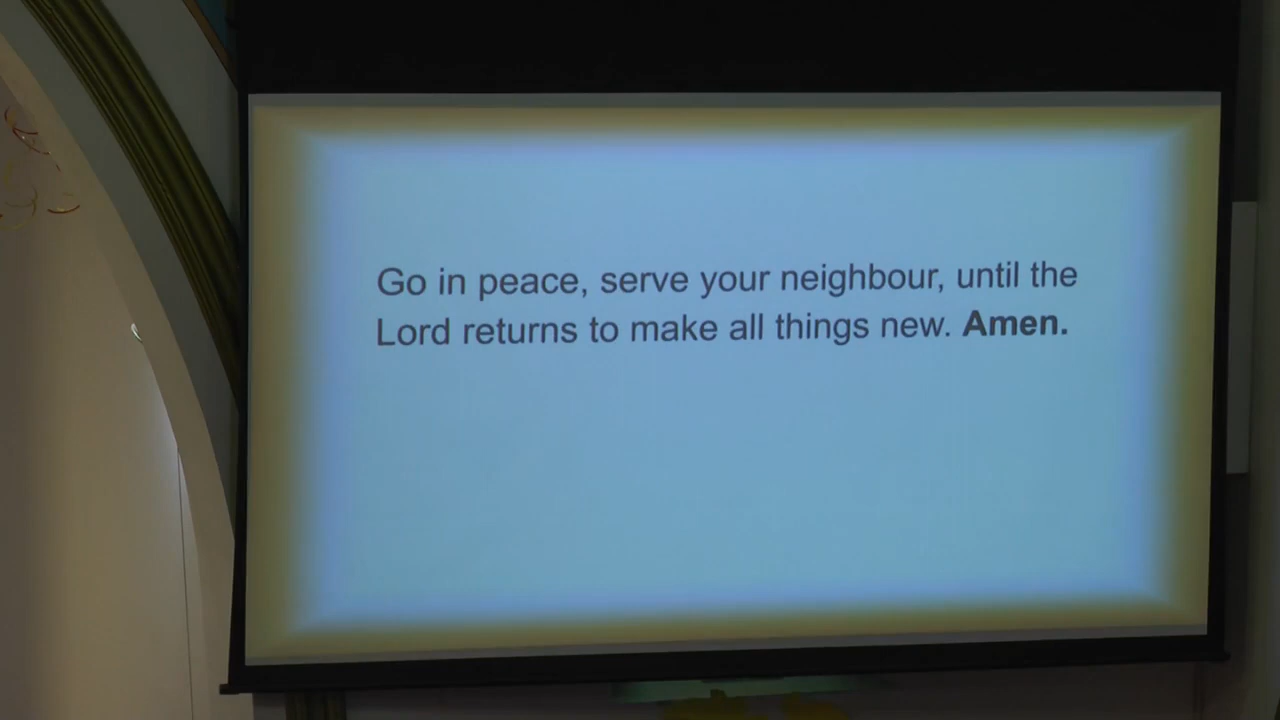 Go in peace, serve your neighbour, until the
Lord returns to make all things new. Amen.